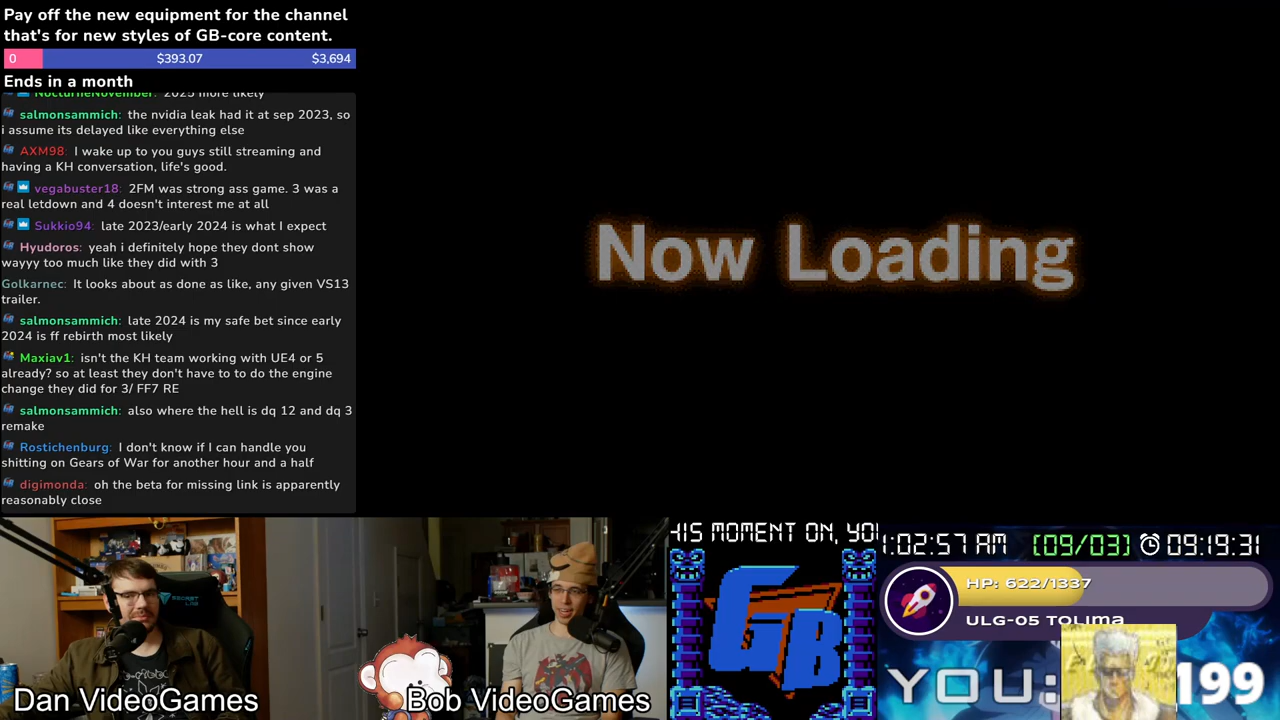 Pay off the new equipment for the channel
that's for new styles of GB-core content.
0 $393.07 $3,694
Ends in a month
NocturneNovember: 2025 more likely
salmonsammich: the nvidia leak had it at sep 2023, so
i assume its delayed like everything else
AXM98: I wake up to you guys still streaming and
having a KH conversation, life's good.
vegabuster18: 2FM was strong ass game. 3 was a
real letdown and 4 doesn't interest me at all
Sukkio94: late 2023/early 2024 is what I expect
Hyudoros: yeah i definitely hope they dont show
wayyy too much like they did with 3
Golkarnec: It looks about as done as like, any given VS13
trailer.
salmonsammich: late 2024 is my safe bet since early
2024 is ff rebirth most likely
Maxiav1: isn't the KH team working with UE4 or 5
already? so at least they don't have to to do the engine
change they did for 3/ FF7 RE
salmonsammich: also where the hell is dq 12 and dq 3
remake
Rostichenburg: I don't know if I can handle you
shitting on Gears of War for another hour and a half
digimonda: oh the beta for missing link is apparently
reasonably close
Now Loading
SECRET
Dan VideoGames
Bob VideoGames
HIS MOMENT ON, YOU
GB
1:02:57 AM [09/03] 09:19:31
HP: 622/1337
ULG-05 TOLIMA
YOU: 199